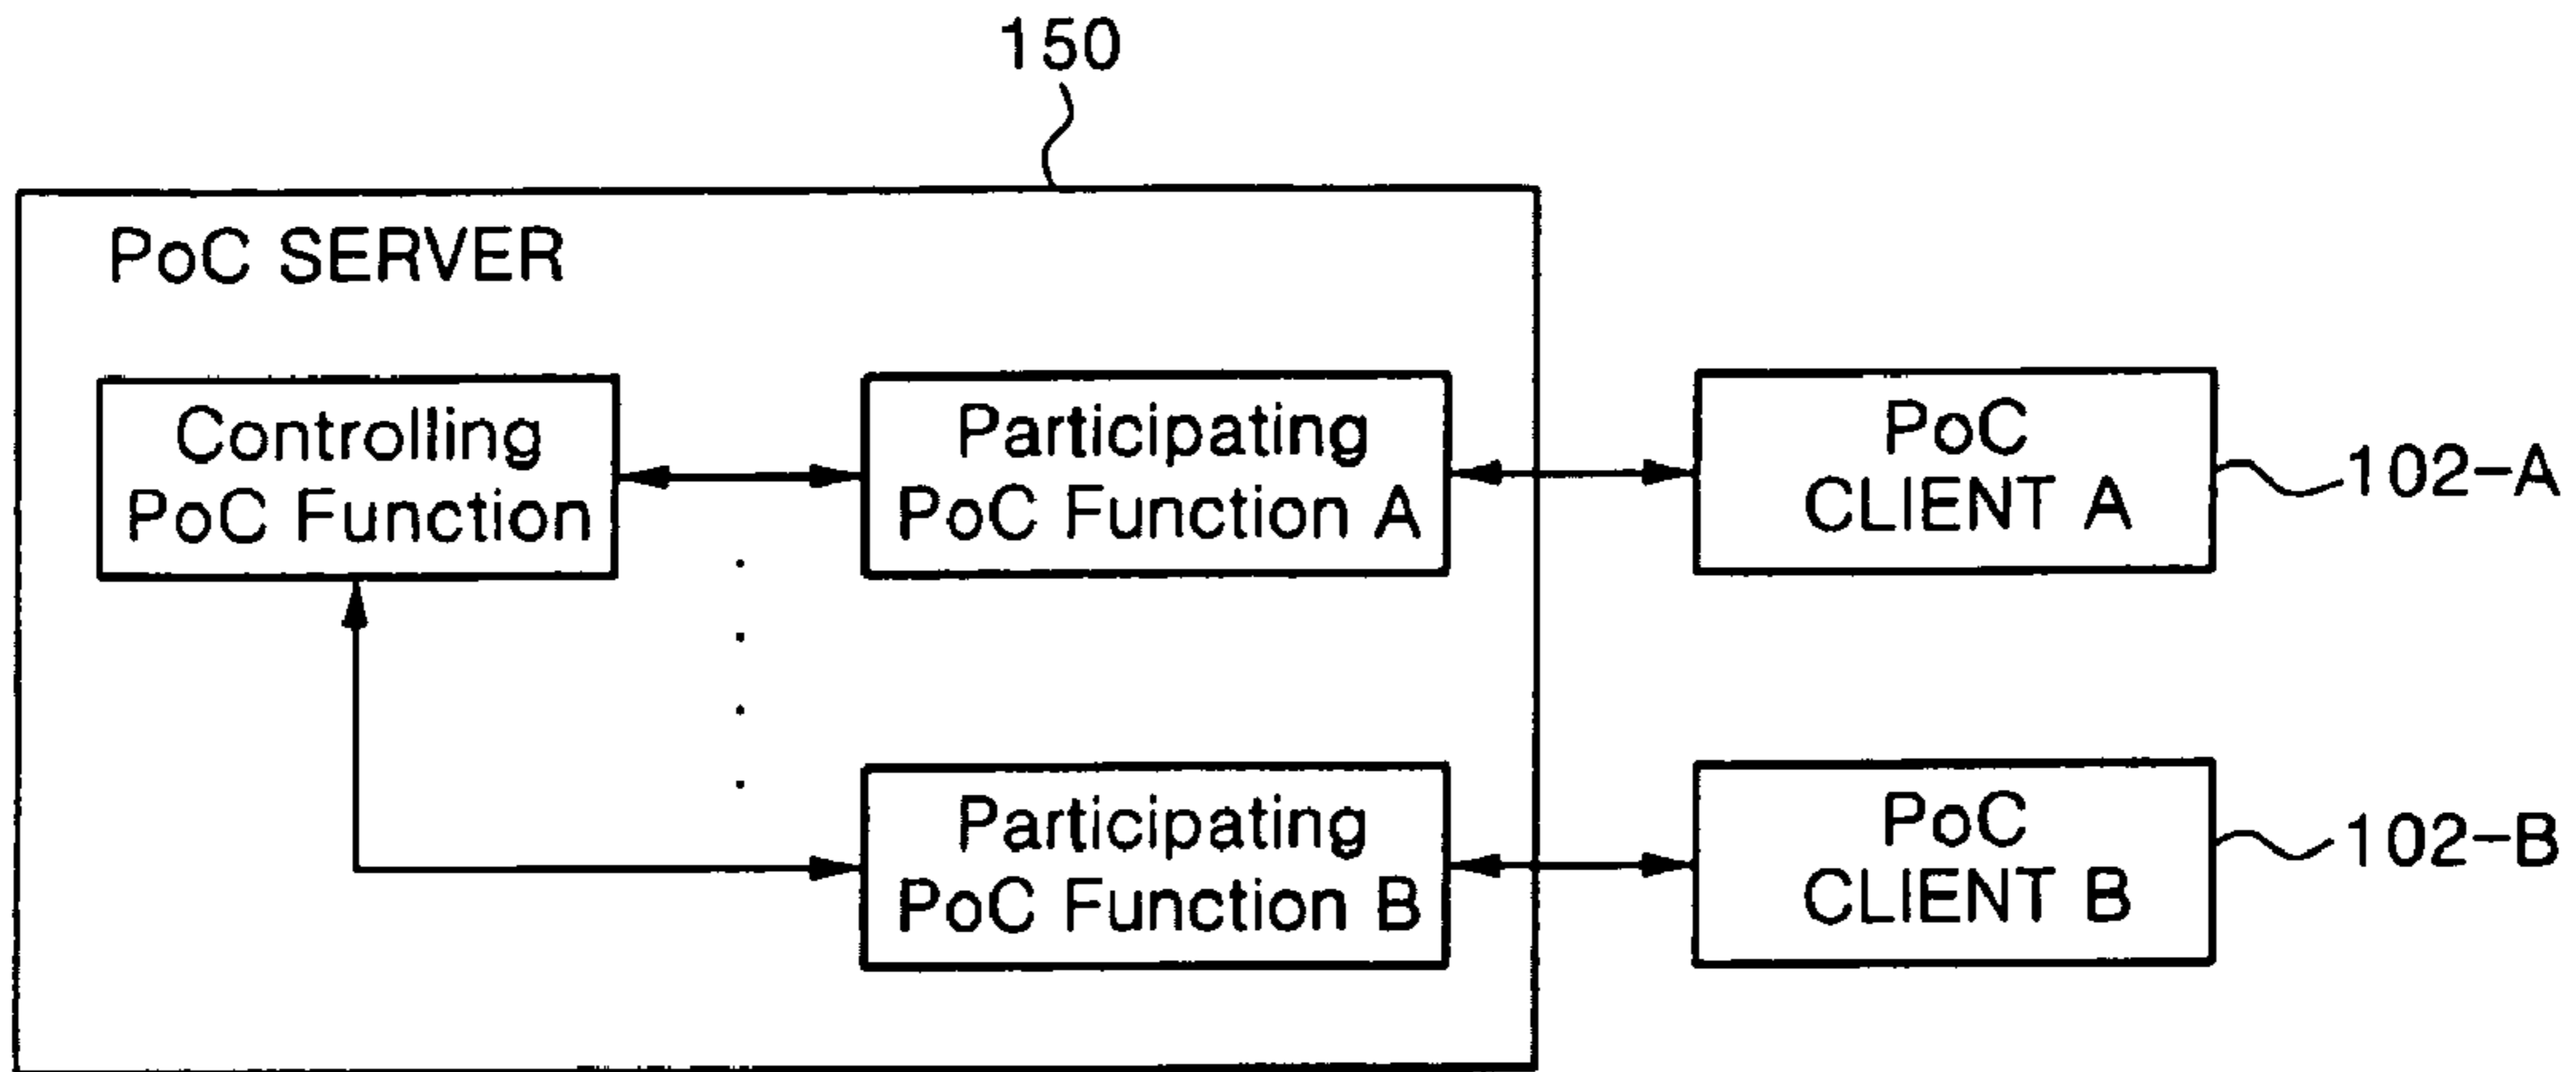 150
PoC SERVER
Controlling
PoC Function
Participating
PoC Function A
PoC
CLIENT A
102-A
Participating
PoC Function B
PoC
CLIENT B
102-B